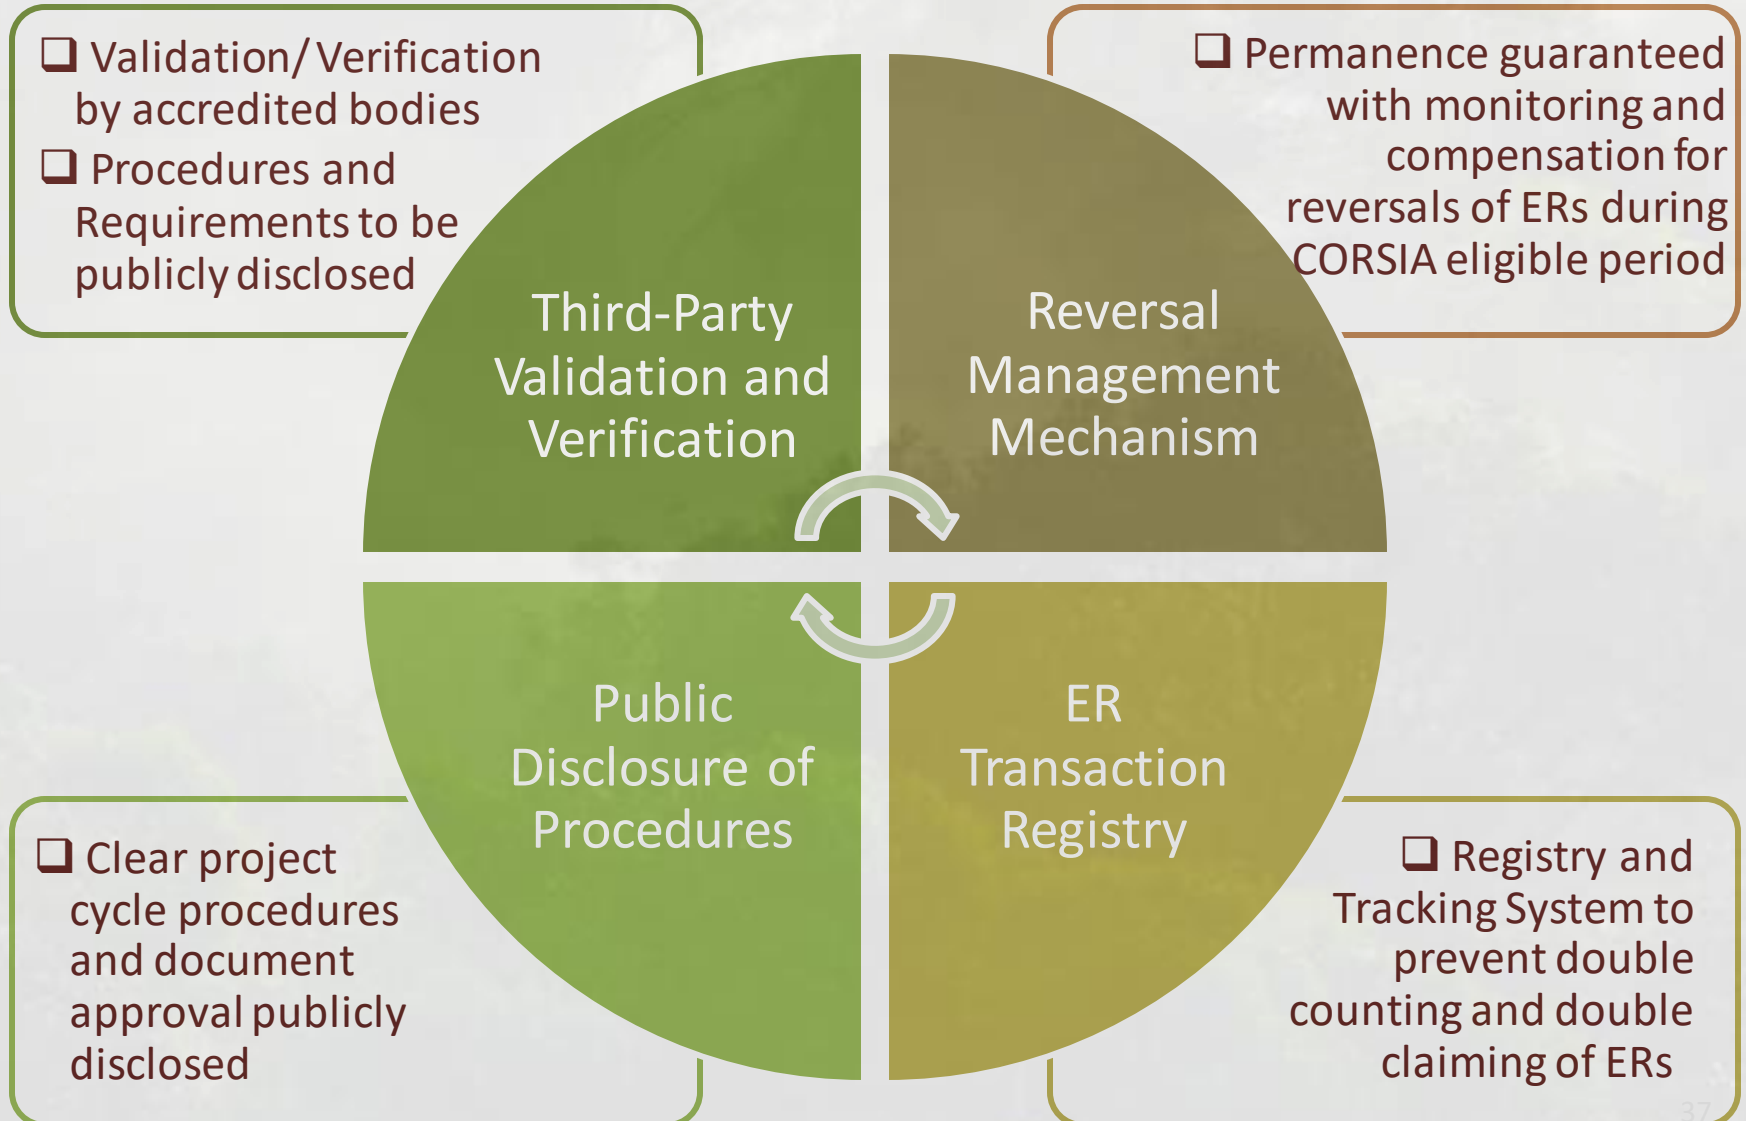 ❑ Validation/Verification
by accredited bodies
❑ Procedures and
Requirements to be
publicly disclosed
❑ Permanence guaranteed
with monitoring and
compensation for
reversals of ERs during
CORSIA eligible period
Third-Party
Validation and
Verification
Reversal
Management
Mechanism
Public
Disclosure of
Procedures
ER
Transaction
Registry
❑ Clear project
cycle procedures
and document
approval publicly
disclosed
❑ Registry and
Tracking System to
prevent double
counting and double
claiming of ERs
37